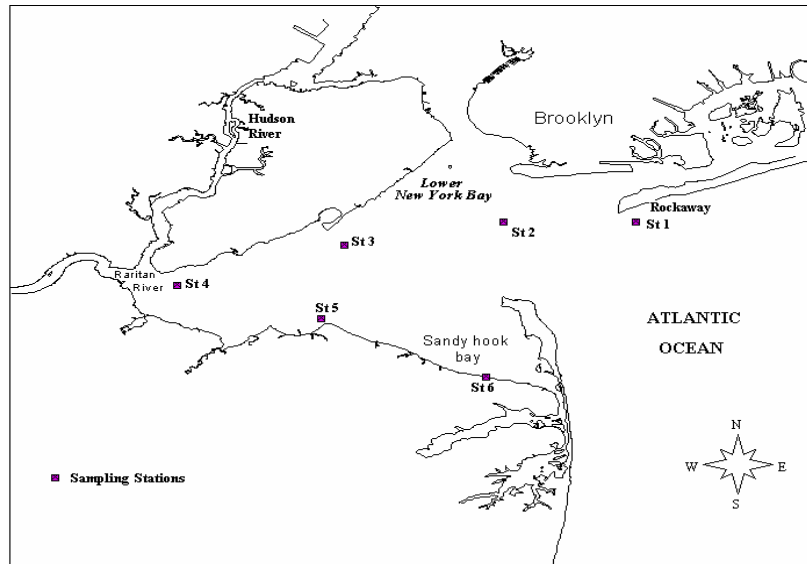 Hudson
River
Brooklyn
Lower
New York Bay
Rockaway
St 1
St 2
St 3
Raritan
River
St 4
St 5
ATLANTIC
OCEAN
Sandy hook
bay
St 6
N
W
E
S
Sampling Stations